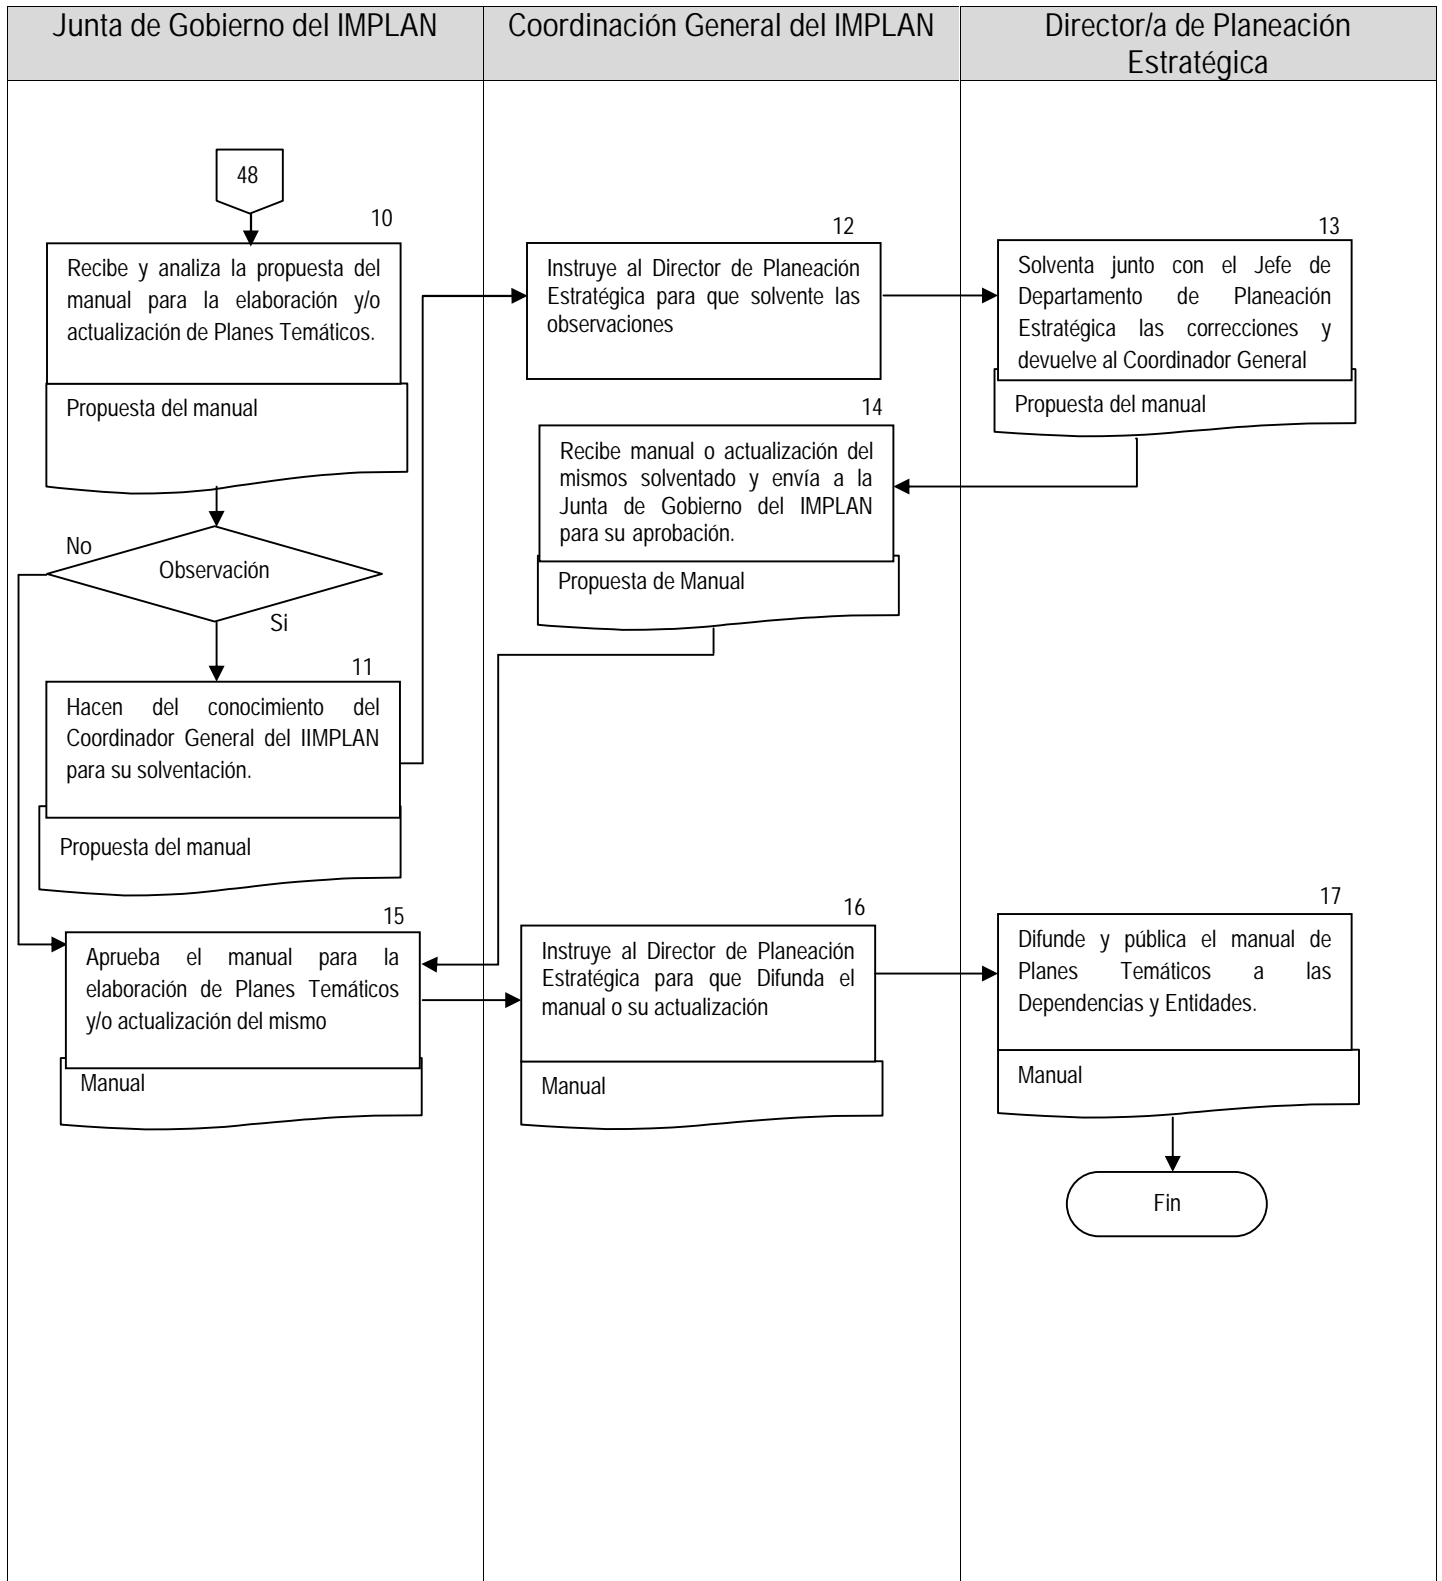 Junta de Gobierno del IMPLAN
Coordinación General del IMPLAN
Director/a de Planeación
Estratégica
48
10
Recibe y analiza la propuesta del
manual para la elaboración y/o
actualización de Planes Temáticos.
Propuesta del manual
No
Observación
Si
11
Hacen del conocimiento del
Coordinador General del IIMPLAN
para su solventación.
Propuesta del manual
12
Instruye al Director de Planeación
Estratégica para que solvente las
observaciones
13
Solventa junto con el Jefe de
Departamento de Planeación
Estratégica las correcciones y
devuelve al Coordinador General
Propuesta del manual
14
Recibe manual o actualización del
mismos solventado y envía a la
Junta de Gobierno del IMPLAN
para su aprobación.
Propuesta de Manual
15
Aprueba el manual para la
elaboración de Planes Temáticos
y/o actualización del mismo
Manual
16
Instruye al Director de Planeación
Estratégica para que Difunda el
manual o su actualización
Manual
17
Difunde y pública el manual de
Planes Temáticos a las
Dependencias y Entidades.
Manual
Fin